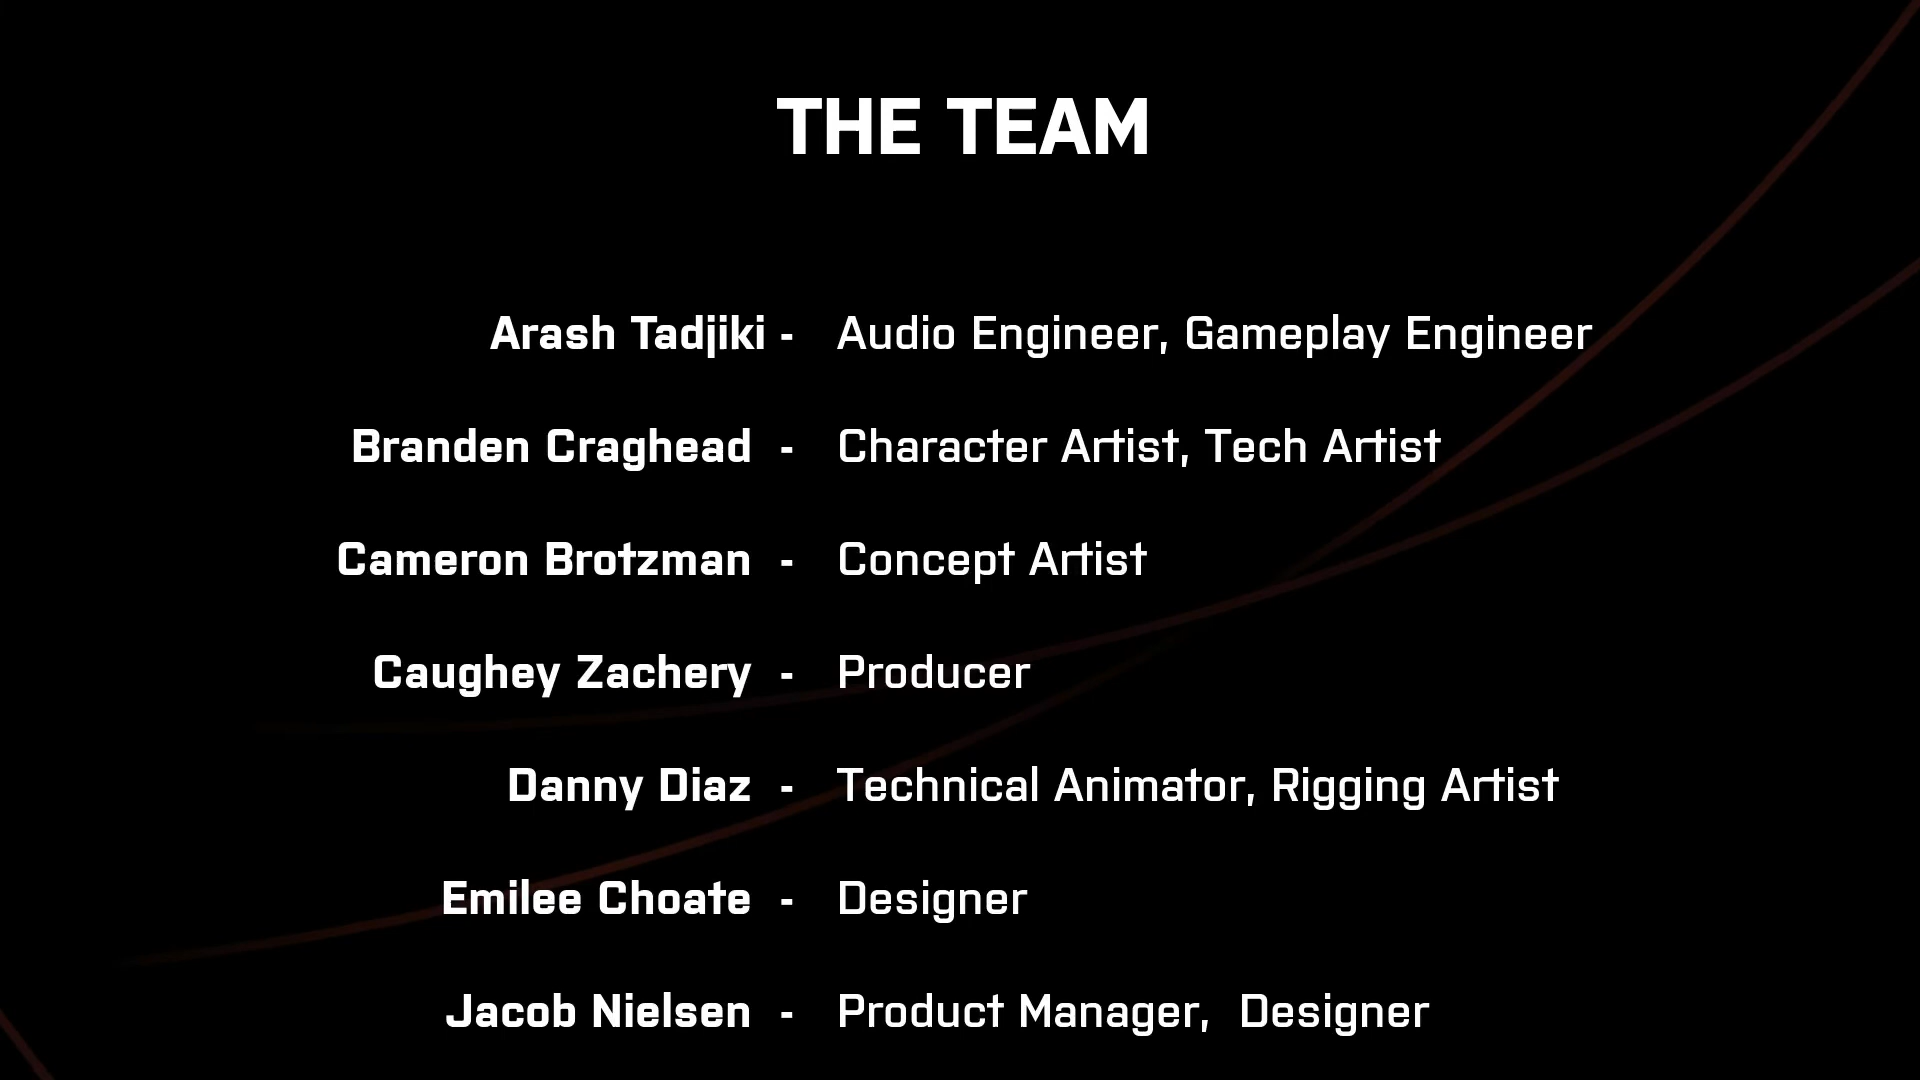 THE TEAM
Arash Tadjiki - Audio Engineer, Gameplay Engineer
Branden Craghead - Character Artist, Tech Artist
Cameron Brotzman - Concept Artist
Caughey Zachery - Producer
Danny Diaz - Technical Animator, Rigging Artist
Emilee Choate - Designer
Jacob Nielsen - Product Manager,  Designer